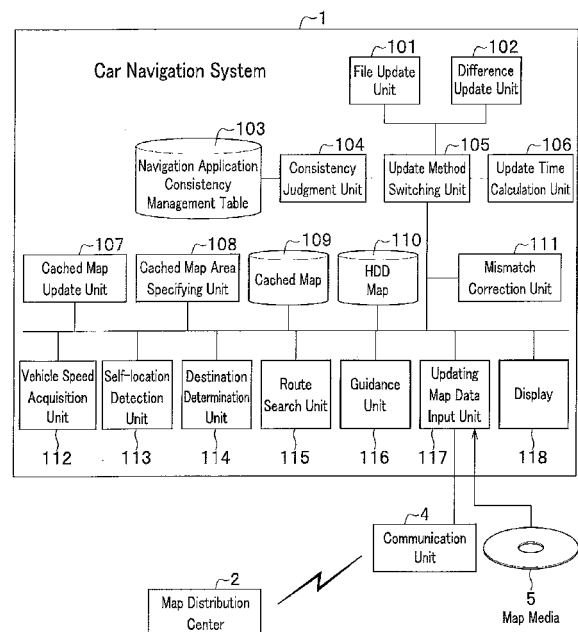 1
101
102
Car Navigation System
File Update
Unit
Difference
Update Unit
103
104
105
106
Navigation Application
Consistency
Management Table
Consistency
Judgment Unit
Update Method
Switching Unit
Update Time
Calculation Unit
107
108
109
110
111
Cached Map
Update Unit
Cached Map Area
Specifying Unit
Cached Map
HDD
Map
Mismatch
Correction Unit
Vehicle Speed
Acquisition
Unit
Self-location
Detection
Unit
Destination
Determination
Unit
Route
Search Unit
Guidance
Unit
Updating
Map Data
Input Unit
Display
112
113
114
115
116
117
118
4
Communication
Unit
2
Map Distribution
Center
5
Map Media